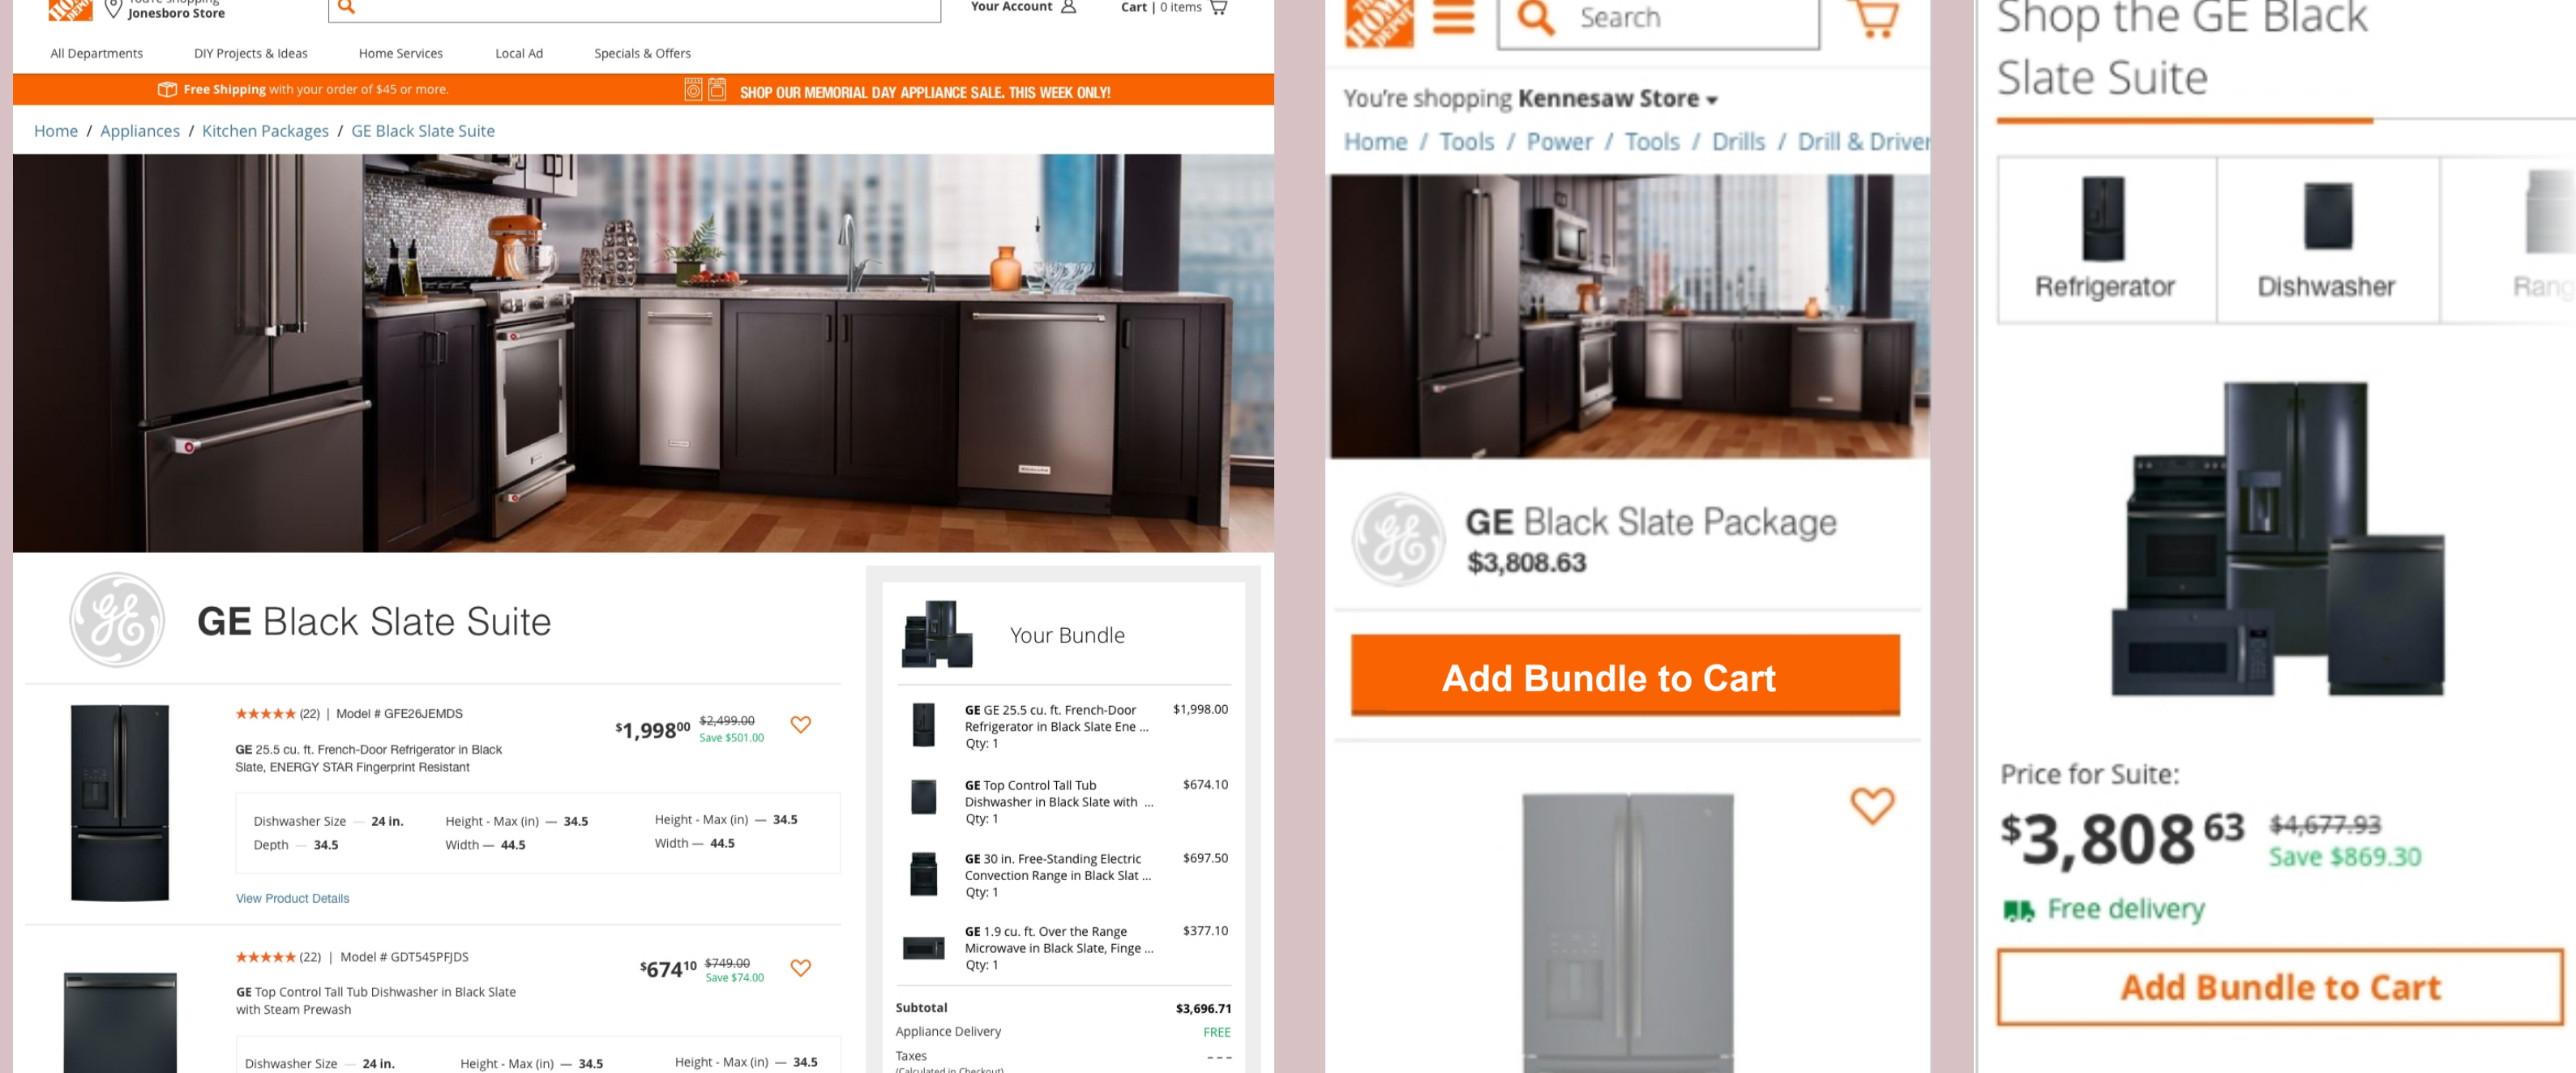 You're shopping
Jonesboro Store
Your Account
Cart | 0 items
All Departments
DIY Projects & Ideas
Home Services
Local Ad
Specials & Offers
Free Shipping with your order of $45 or more.
SHOP OUR MEMORIAL DAY APPLIANCE SALE. THIS WEEK ONLY!
Home / Appliances / Kitchen Packages / GE Black Slate Suite
GE Black Slate Suite
★★★★★ (22) | Model # GFE26JEMDS
$1,99800 $2,499.00
Save $501.00
GE 25.5 cu. ft. French-Door Refrigerator in Black
Slate, ENERGY STAR Fingerprint Resistant
Dishwasher Size — 24 in.
Height - Max (in) — 34.5
Height - Max (in) — 34.5
Depth — 34.5
Width — 44.5
Width — 44.5
View Product Details
★★★★★ (22) | Model # GDT545PFJDS
$67410 $749.00
Save $74.00
GE Top Control Tall Tub Dishwasher in Black Slate
with Steam Prewash
Dishwasher Size — 24 in.
Height - Max (in) — 34.5
Height - Max (in) — 34.5
Your Bundle
GE GE 25.5 cu. ft. French-Door
Refrigerator in Black Slate Ene ...
Qty: 1
$1,998.00
GE Top Control Tall Tub
Dishwasher in Black Slate with ...
Qty: 1
$674.10
GE 30 in. Free-Standing Electric
Convection Range in Black Slat ...
Qty: 1
$697.50
GE 1.9 cu. ft. Over the Range
Microwave in Black Slate, Finge ...
Qty: 1
$377.10
Subtotal
$3,696.71
Appliance Delivery
FREE
Taxes
- - -
(Calculated in Checkout)
THE
HOME
DEPOT
Search
You're shopping Kennesaw Store
Home / Tools / Power / Tools / Drills / Drill & Driver
GE Black Slate Package
$3,808.63
Add Bundle to Cart
Shop the GE Black
Slate Suite
Refrigerator
Dishwasher
Rang
Price for Suite:
$3,80863 $4,677.93
Save $869.30
Free delivery
Add Bundle to Cart